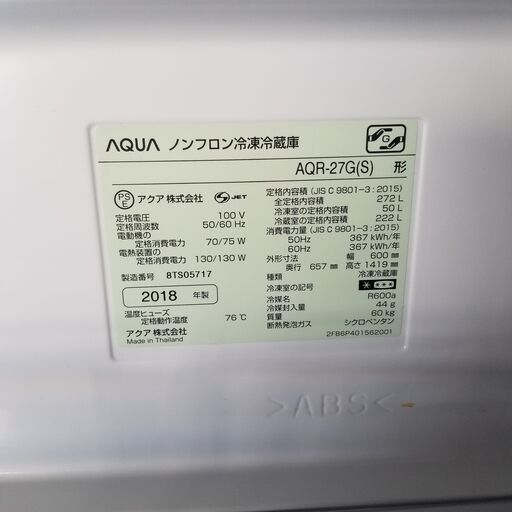 AQUA ノンフロン冷凍冷蔵庫
G
AQR-27G(S) 形
PS E アクア 株式会社 S JET
定格電圧 100 V
定格周波数 50/60 Hz
電動機の
定格消費電力 70/75 W
電熱装置の
定格消費電力 130/130 W
製造番号 8TS05717
2018 年製
温度ヒューズ
定格動作温度 76℃
アクア 株式会社
Made in Thailand
定格内容積 (JIS C 9801-3:2015)
全定格内容積 272 L
冷凍室の定格内容積 50 L
冷蔵室の定格内容積 222 L
消費電力量 (JIS C 9801-3:2015)
50Hz 367 kWh/年
60Hz 367 kWh/年
外形寸法 幅 600 mm
奥行 657 mm 高さ 1419 mm
種類 冷凍冷蔵庫
冷凍室の記号
冷媒名 R600a
冷媒封入量 44 g
質量 60 kg
断熱発泡ガス シクロペンタン
2FB6P401562001
>ABS<